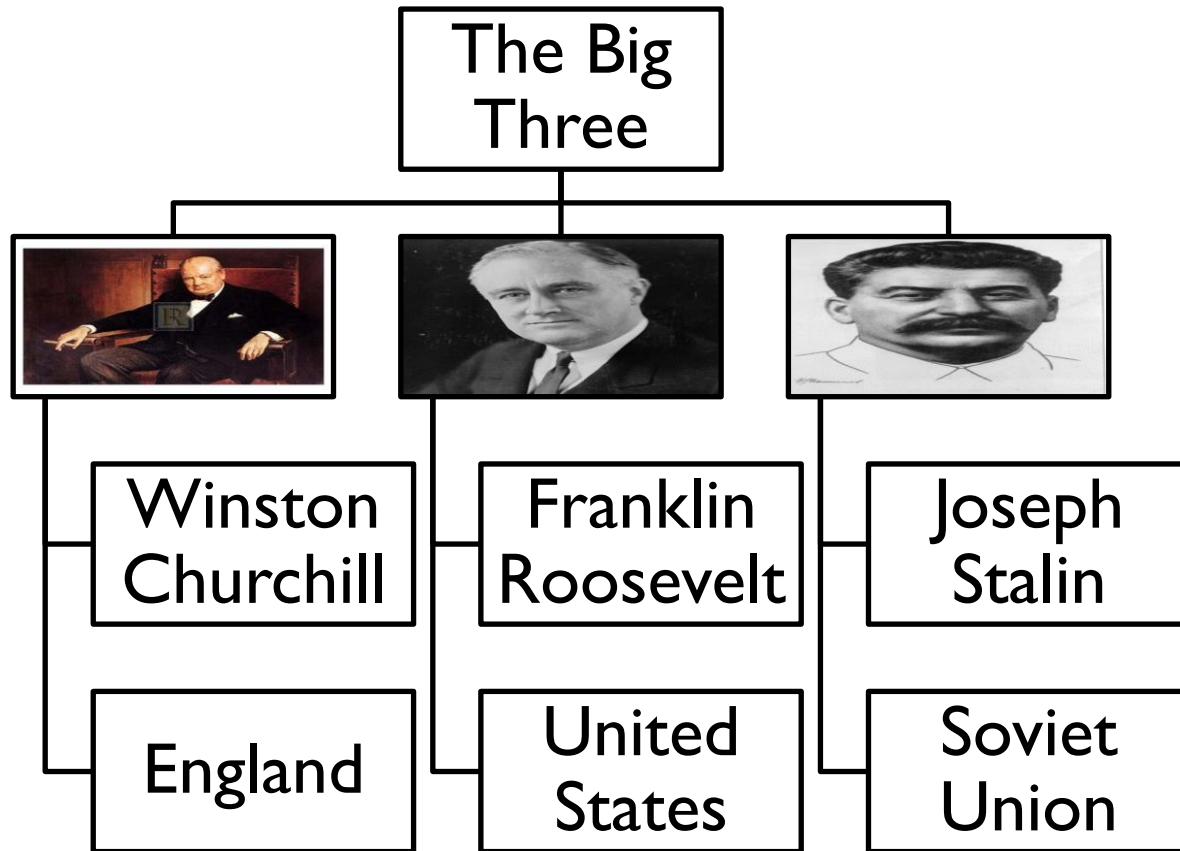 The Big
Three
Winston
Churchill
Franklin
Roosevelt
Joseph
Stalin
England
United
States
Soviet
Union